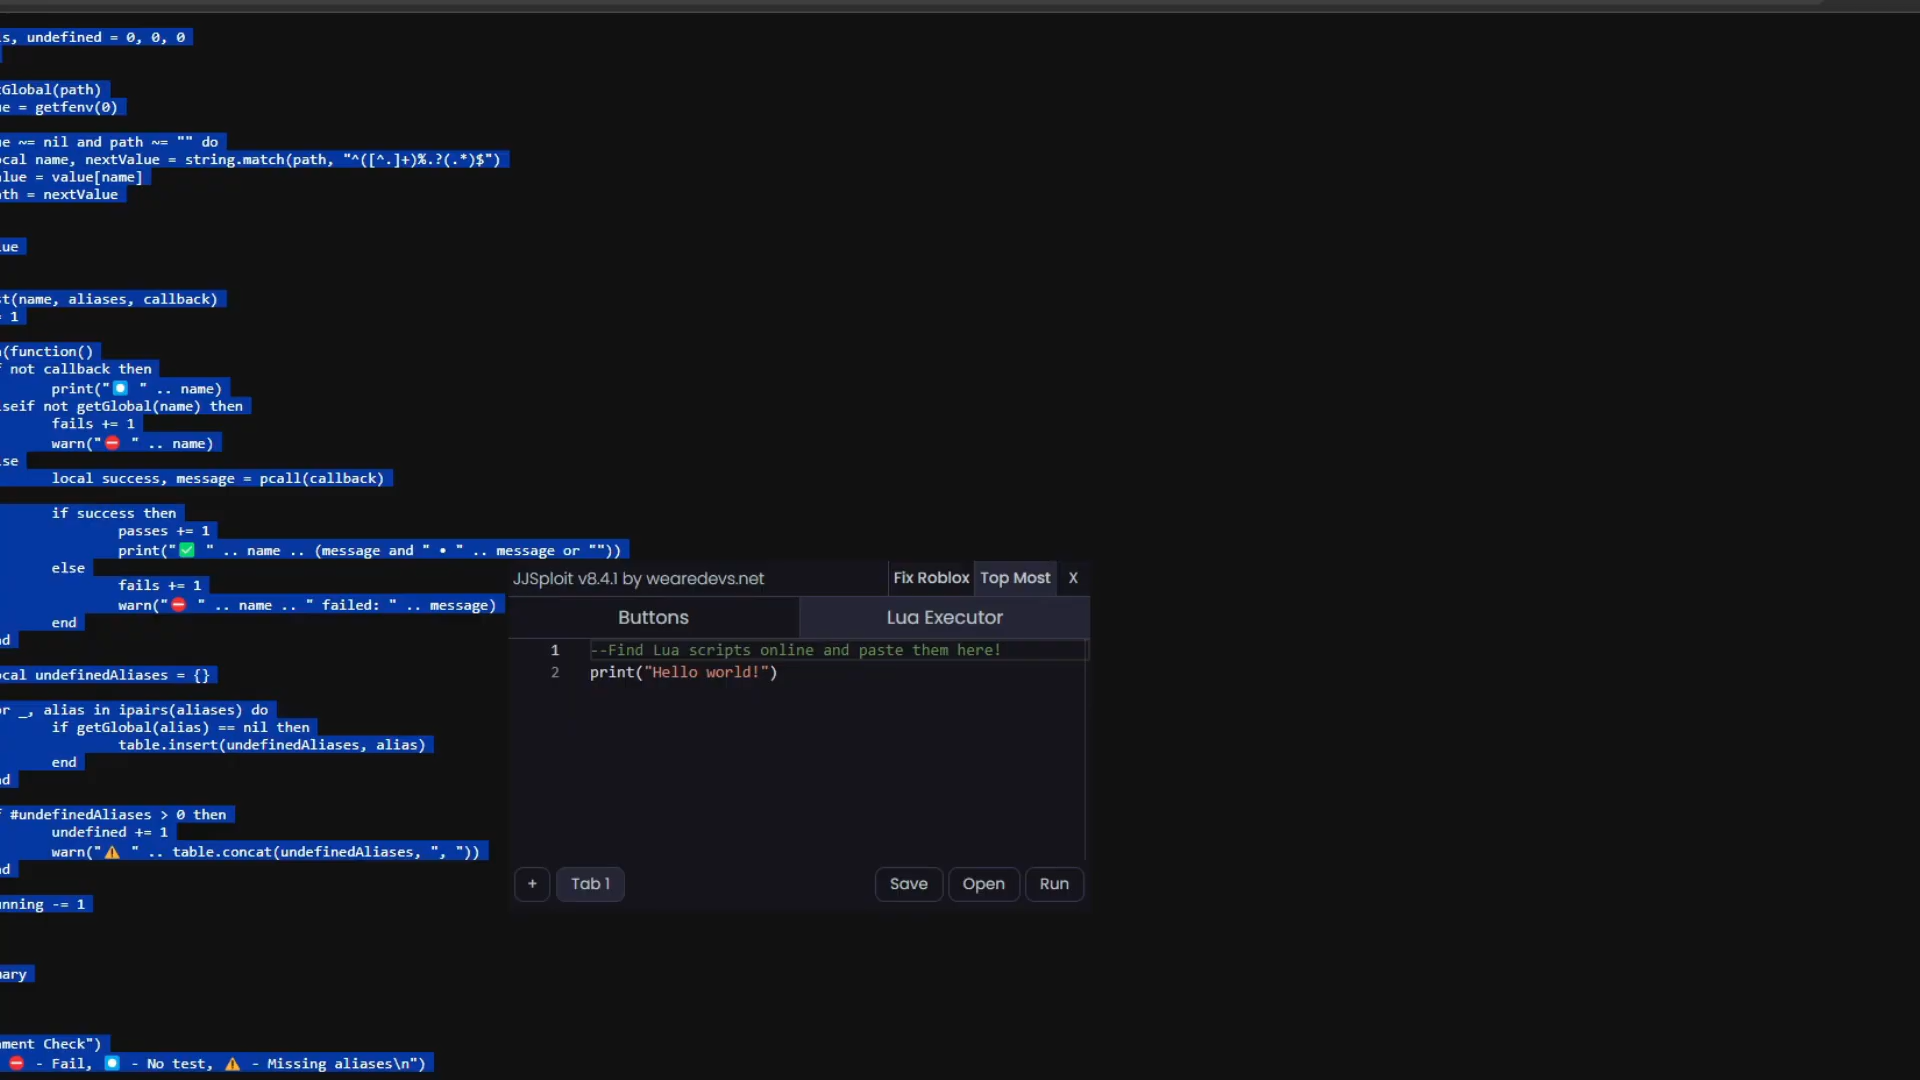 s, undefined = 0, 0, 0
Global(path)
e = getfenv(0)
e ~= nil and path ~= "" do
cal name, nextValue = string.match(path, "^([^.]+)%.?(.*)$")
lue = value[name]
th = nextValue
ue
t(name, aliases, callback)
= 1
(function()
not callback then
print("⏺️ " .. name)
seif not getGlobal(name) then
fails += 1
warn("⛔ " .. name)
se
local success, message = pcall(callback)
if success then
passes += 1
print("✅ " .. name .. (message and " • " .. message or ""))
else
fails += 1
warn("⛔ " .. name .. " failed: " .. message)
end
d
cal undefinedAliases = {}
r _, alias in ipairs(aliases) do
if getGlobal(alias) == nil then
table.insert(undefinedAliases, alias)
end
d
#undefinedAliases > 0 then
undefined += 1
warn("⚠️ " .. table.concat(undefinedAliases, ", "))
d
nning -= 1
ary
ment Check")
⛔ - Fail, ⏺️ - No test, ⚠️ - Missing aliases\n")
JJSploit v8.4.1 by wearedevs.net
Fix Roblox
Top Most
X
Buttons
Lua Executor
1 --Find Lua scripts online and paste them here!
2 print("Hello world!")
+
Tab 1
Save
Open
Run